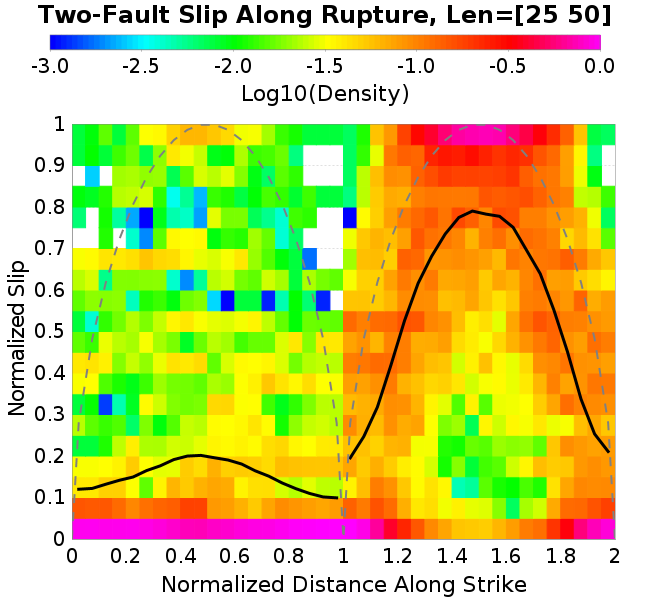 Two-Fault Slip Along Rupture, Len=[25 50]
-3.0 -2.5 -2.0 -1.5 -1.0 -0.5 0.0
Log10(Density)
1
0.9
0.8
0.7
0.6
0.5
0.4
0.3
0.2
0.1
0
Normalized Slip
0 0.2 0.4 0.6 0.8 1 1.2 1.4 1.6 1.8 2
Normalized Distance Along Strike